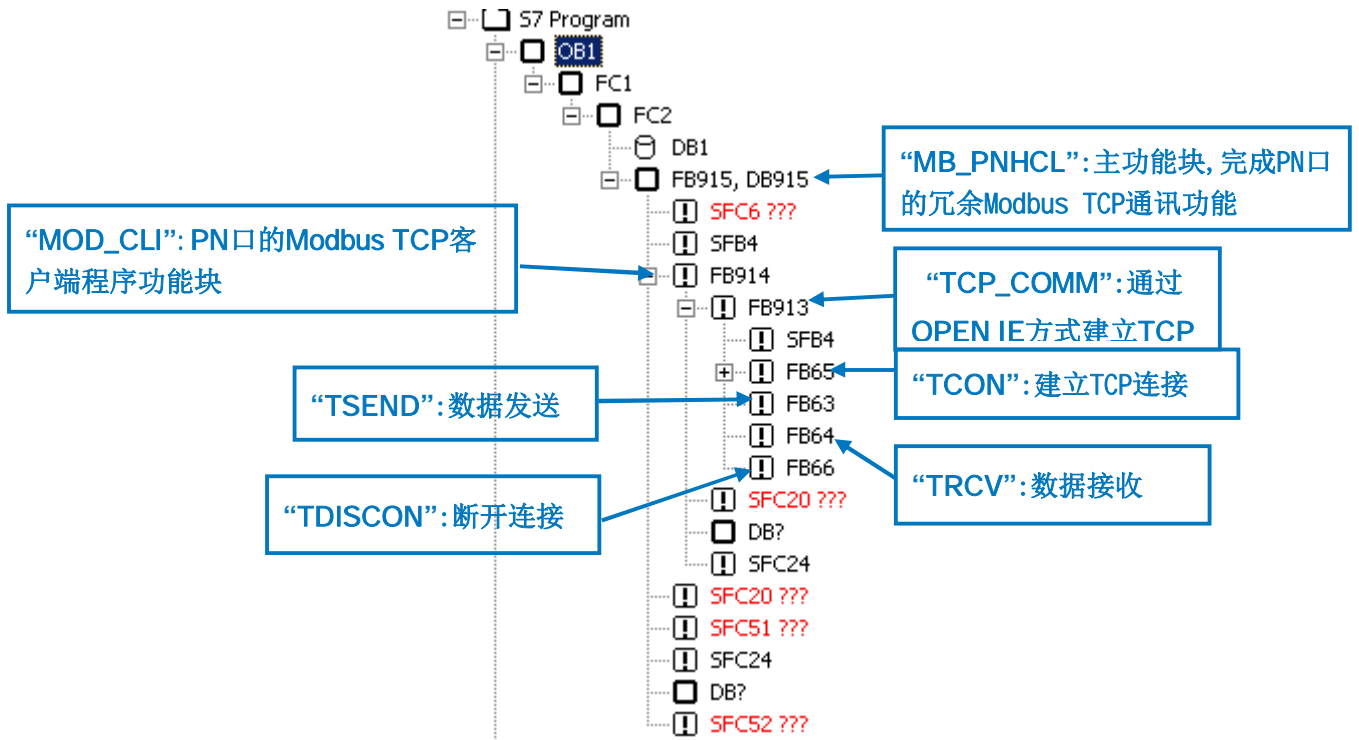 S7 Program
OB1
FC1
FC2
DB1
FB915, DB915
“MB_PNHCL”:主功能块,完成PN口
的冗余Modbus TCP通讯功能
SFC6 ???
“MOD_CLI”:PN口的Modbus TCP客
户端程序功能块
SFB4
FB914
“TCP_COMM”:通过
OPEN IE方式建立TCP
FB913
SFB4
FB65
“TCON”:建立TCP连接
“TSEND”:数据发送
FB63
FB64
“TRCV”:数据接收
FB66
“TDISCON”:断开连接
SFC20 ???
DB?
SFC24
SFC20 ???
SFC51 ???
SFC24
DB?
SFC52 ???